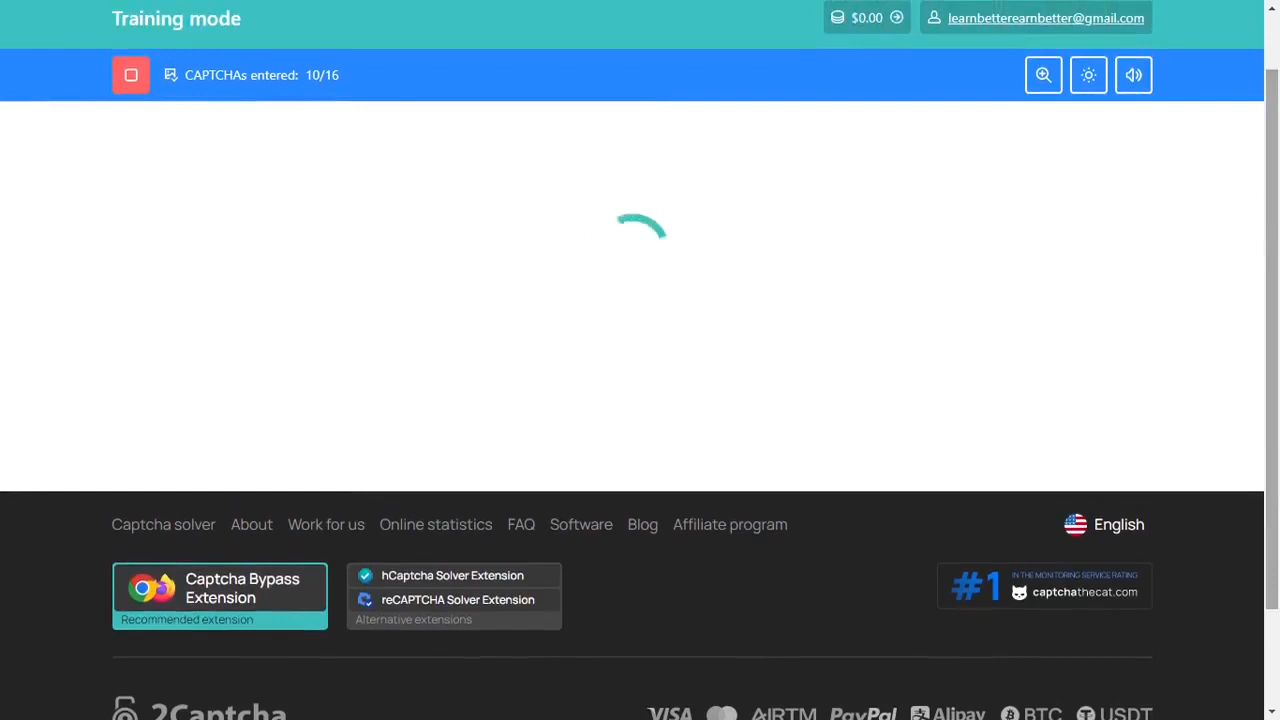 Training mode
$0.00
learnbetterearnbetter@gmail.com
CAPTCHAs entered: 10/16
Captcha solver About Work for us Online statistics FAQ Software Blog Affiliate program
English
Captcha Bypass
Extension
Recommended extension
hCaptcha Solver Extension
reCAPTCHA Solver Extension
Alternative extensions
#1
IN THE MONITORING SERVICE RATING
captchathecat.com
2Captcha
VISA AIRTM PayPal Alipay BTC USDT